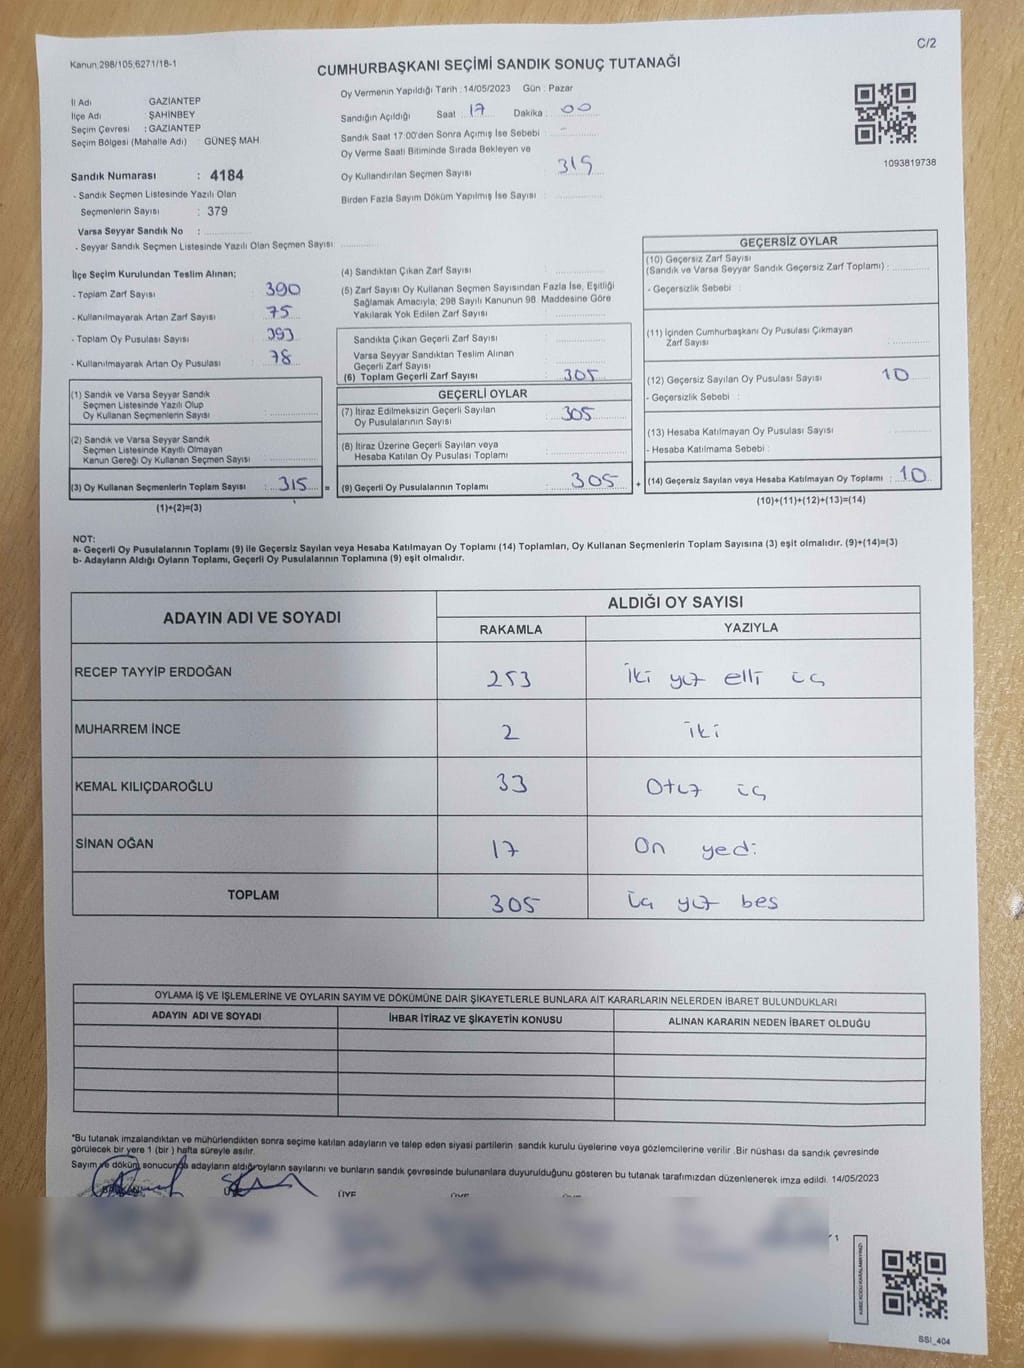 C/2
Kanun,298/105,6271/18-1
CUMHURBAŞKANI SEÇİMİ SANDIK SONUÇ TUTANAĞI
İl Adı GAZİANTEP
İlçe Adı ŞAHİNBEY
Seçim Çevresi : GAZİANTEP
Seçim Bölgesi (Mahalle Adı) GÜNEŞ MAH
Sandık Numarası : 4184
- Sandık Seçmen Listesinde Yazılı Olan
Seçmenlerin Sayısı : 379
Varsa Seyyar Sandık No :
- Seyyar Sandık Seçmen Listesinde Yazılı Olan Seçmen Sayısı:
Oy Vermenin Yapıldığı Tarih : 14/05/2023 Gün : Pazar
Sandığın Açıldığı Saat : 17 Dakika : 00
Sandık Saat 17:00'den Sonra Açımış İse Sebebi : -
Oy Verme Saati Bitiminde Sırada Bekleyen ve
Oy Kullandırılan Seçmen Sayısı : 315
Birden Fazla Sayım Döküm Yapılmış İse Sayısı :
1093819738
İlçe Seçim Kurulundan Teslim Alınan;
- Toplam Zarf Sayısı : 390
- Kullanılmayarak Artan Zarf Sayısı : 75
- Toplam Oy Pusulası Sayısı : 393
- Kullanılmayarak Artan Oy Pusulası : 78
(1) Sandık ve Varsa Seyyar Sandık
Seçmen Listesinde Yazılı Olup
Oy Kullanan Seçmenlerin Sayısı :
(2) Sandık ve Varsa Seyyar Sandık
Seçmen Listesinde Kayıtlı Olmayan
Kanun Gereği Oy Kullanan Seçmen Sayısı :
(3) Oy Kullanan Seçmenlerin Toplam Sayısı : 315 =
(1)+(2)=(3)
(4) Sandıktan Çıkan Zarf Sayısı :
(5) Zarf Sayısı Oy Kullanan Seçmen Sayısından Fazla İse, Eşitliği
Sağlamak Amacıyla; 298 Sayılı Kanunun 98. Maddesine Göre
Yakılarak Yok Edilen Zarf Sayısı :
Sandıkta Çıkan Geçerli Zarf Sayısı :
Varsa Seyyar Sandıktan Teslim Alınan
Geçerli Zarf Sayısı :
(6) Toplam Geçerli Zarf Sayısı : 305
GEÇERLİ OYLAR
(7) İtiraz Edilmeksizin Geçerli Sayılan
Oy Pusulalarının Sayısı : 305
(8) İtiraz Üzerine Geçerli Sayılan veya
Hesaba Katılan Oy Pusulası Toplamı :
(9) Geçerli Oy Pusulalarının Toplamı : 305 +
GEÇERSİZ OYLAR
(10) Geçersiz Zarf Sayısı
(Sandık ve Varsa Seyyar Sandık Geçersiz Zarf Toplamı) :
- Geçersizlik Sebebi :
(11) İçinden Cumhurbaşkanı Oy Pusulası Çıkmayan
Zarf Sayısı :
(12) Geçersiz Sayılan Oy Pusulası Sayısı : 10
- Geçersizlik Sebebi :
(13) Hesaba Katılmayan Oy Pusulası Sayısı :
- Hesaba Katılmama Sebebi :
(14) Geçersiz Sayılan veya Hesaba Katılmayan Oy Toplamı : 10
(10)+(11)+(12)+(13)=(14)
NOT:
a- Geçerli Oy Pusulalarının Toplamı (9) ile Geçersiz Sayılan veya Hesaba Katılmayan Oy Toplamı (14) Toplamları, Oy Kullanan Seçmenlerin Toplam Sayısına (3) eşit olmalıdır. (9)+(14)=(3)
b- Adayların Aldığı Oyların Toplamı, Geçerli Oy Pusulalarının Toplamına (9) eşit olmalıdır.
ADAYIN ADI VE SOYADI ALDIĞI OY SAYISI
RAKAMLA YAZIYLA
RECEP TAYYİP ERDOĞAN 253 iki yüz elli üç
MUHARREM İNCE 2 iki
KEMAL KILIÇDAROĞLU 33 Otuz üç
SİNAN OĞAN 17 On yedi
TOPLAM 305 üç yüz beş
OYLAMA İŞ VE İŞLEMLERİNE VE OYLARIN SAYIM VE DÖKÜMÜNE DAİR ŞİKAYETLERLE BUNLARA AİT KARARLARIN NELERDEN İBARET BULUNDUKLARI
ADAYIN ADI VE SOYADI İHBAR İTİRAZ VE ŞİKAYETİN KONUSU ALINAN KARARIN NEDEN İBARET OLDUĞU
*Bu tutanak imzalandıktan ve mühürlendikten sonra seçime katılan adayların ve talep eden siyasi partilerin sandık kurulu üyelerine veya gözlemcilerine verilir .Bir nüshası da sandık çevresinde
görülecek bir yere 1 (bir ) hafta süreyle asılır.
Sayım ve döküm sonucunda adayların aldığı oyların sayılarını ve bunların sandık çevresinde bulunanlara duyurulduğunu gösteren bu tutanak tarafımızdan düzenlenerek imza edildi. 14/05/2023
ÜYE
SSI_404